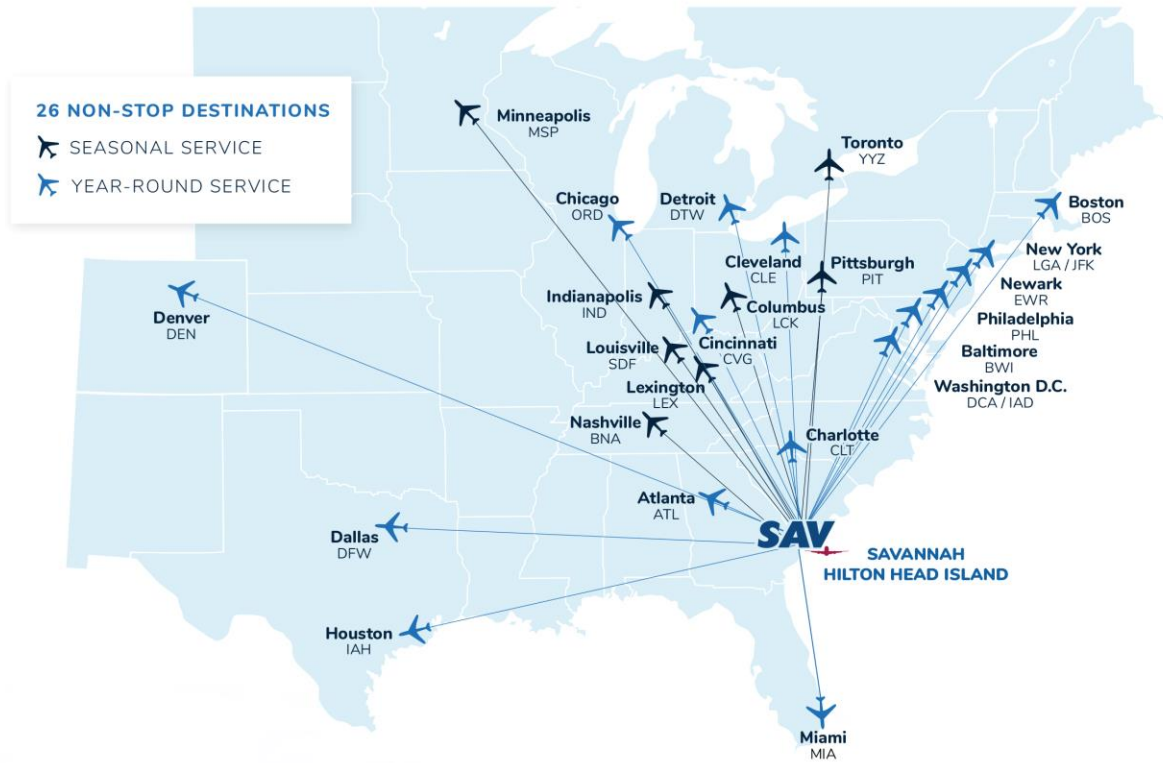 26 NON-STOP DESTINATIONS
SEASONAL SERVICE
YEAR-ROUND SERVICE
Minneapolis
MSP
Toronto
YYZ
Chicago
ORD
Detroit
DTW
Boston
BOS
Cleveland
CLE
Pittsburgh
PIT
New York
LGA / JFK
Newark
EWR
Philadelphia
PHL
Baltimore
BWI
Washington D.C.
DCA / IAD
Denver
DEN
Indianapolis
IND
Columbus
LCK
Louisville
SDF
Cincinnati
CVG
Lexington
LEX
Nashville
BNA
Charlotte
CLT
Atlanta
ATL
Dallas
DFW
SAV
SAVANNAH
HILTON HEAD ISLAND
Houston
IAH
Miami
MIA